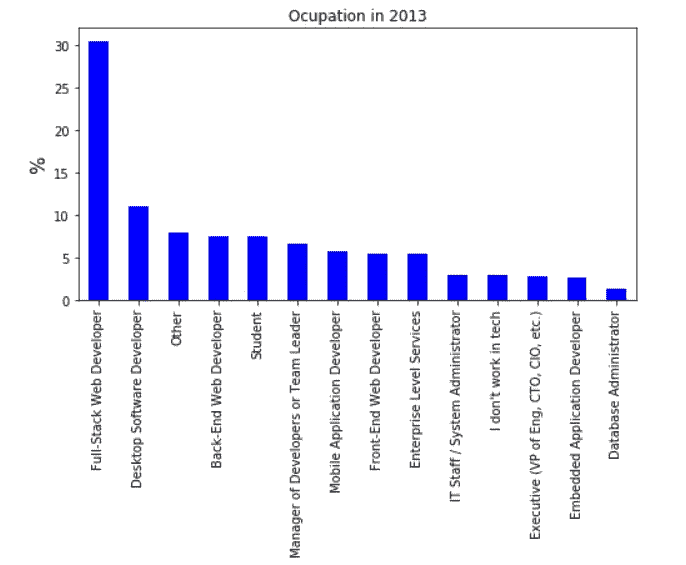 Ocupation in 2013
%
30
25
20
15
10
5
0
Full-Stack Web Developer
Desktop Software Developer
Other
Back-End Web Developer
Student
Manager of Developers or Team Leader
Mobile Application Developer
Front-End Web Developer
Enterprise Level Services
IT Staff / System Administrator
I don't work in tech
Executive (VP of Eng, CTO, CIO, etc.)
Embedded Application Developer
Database Administrator